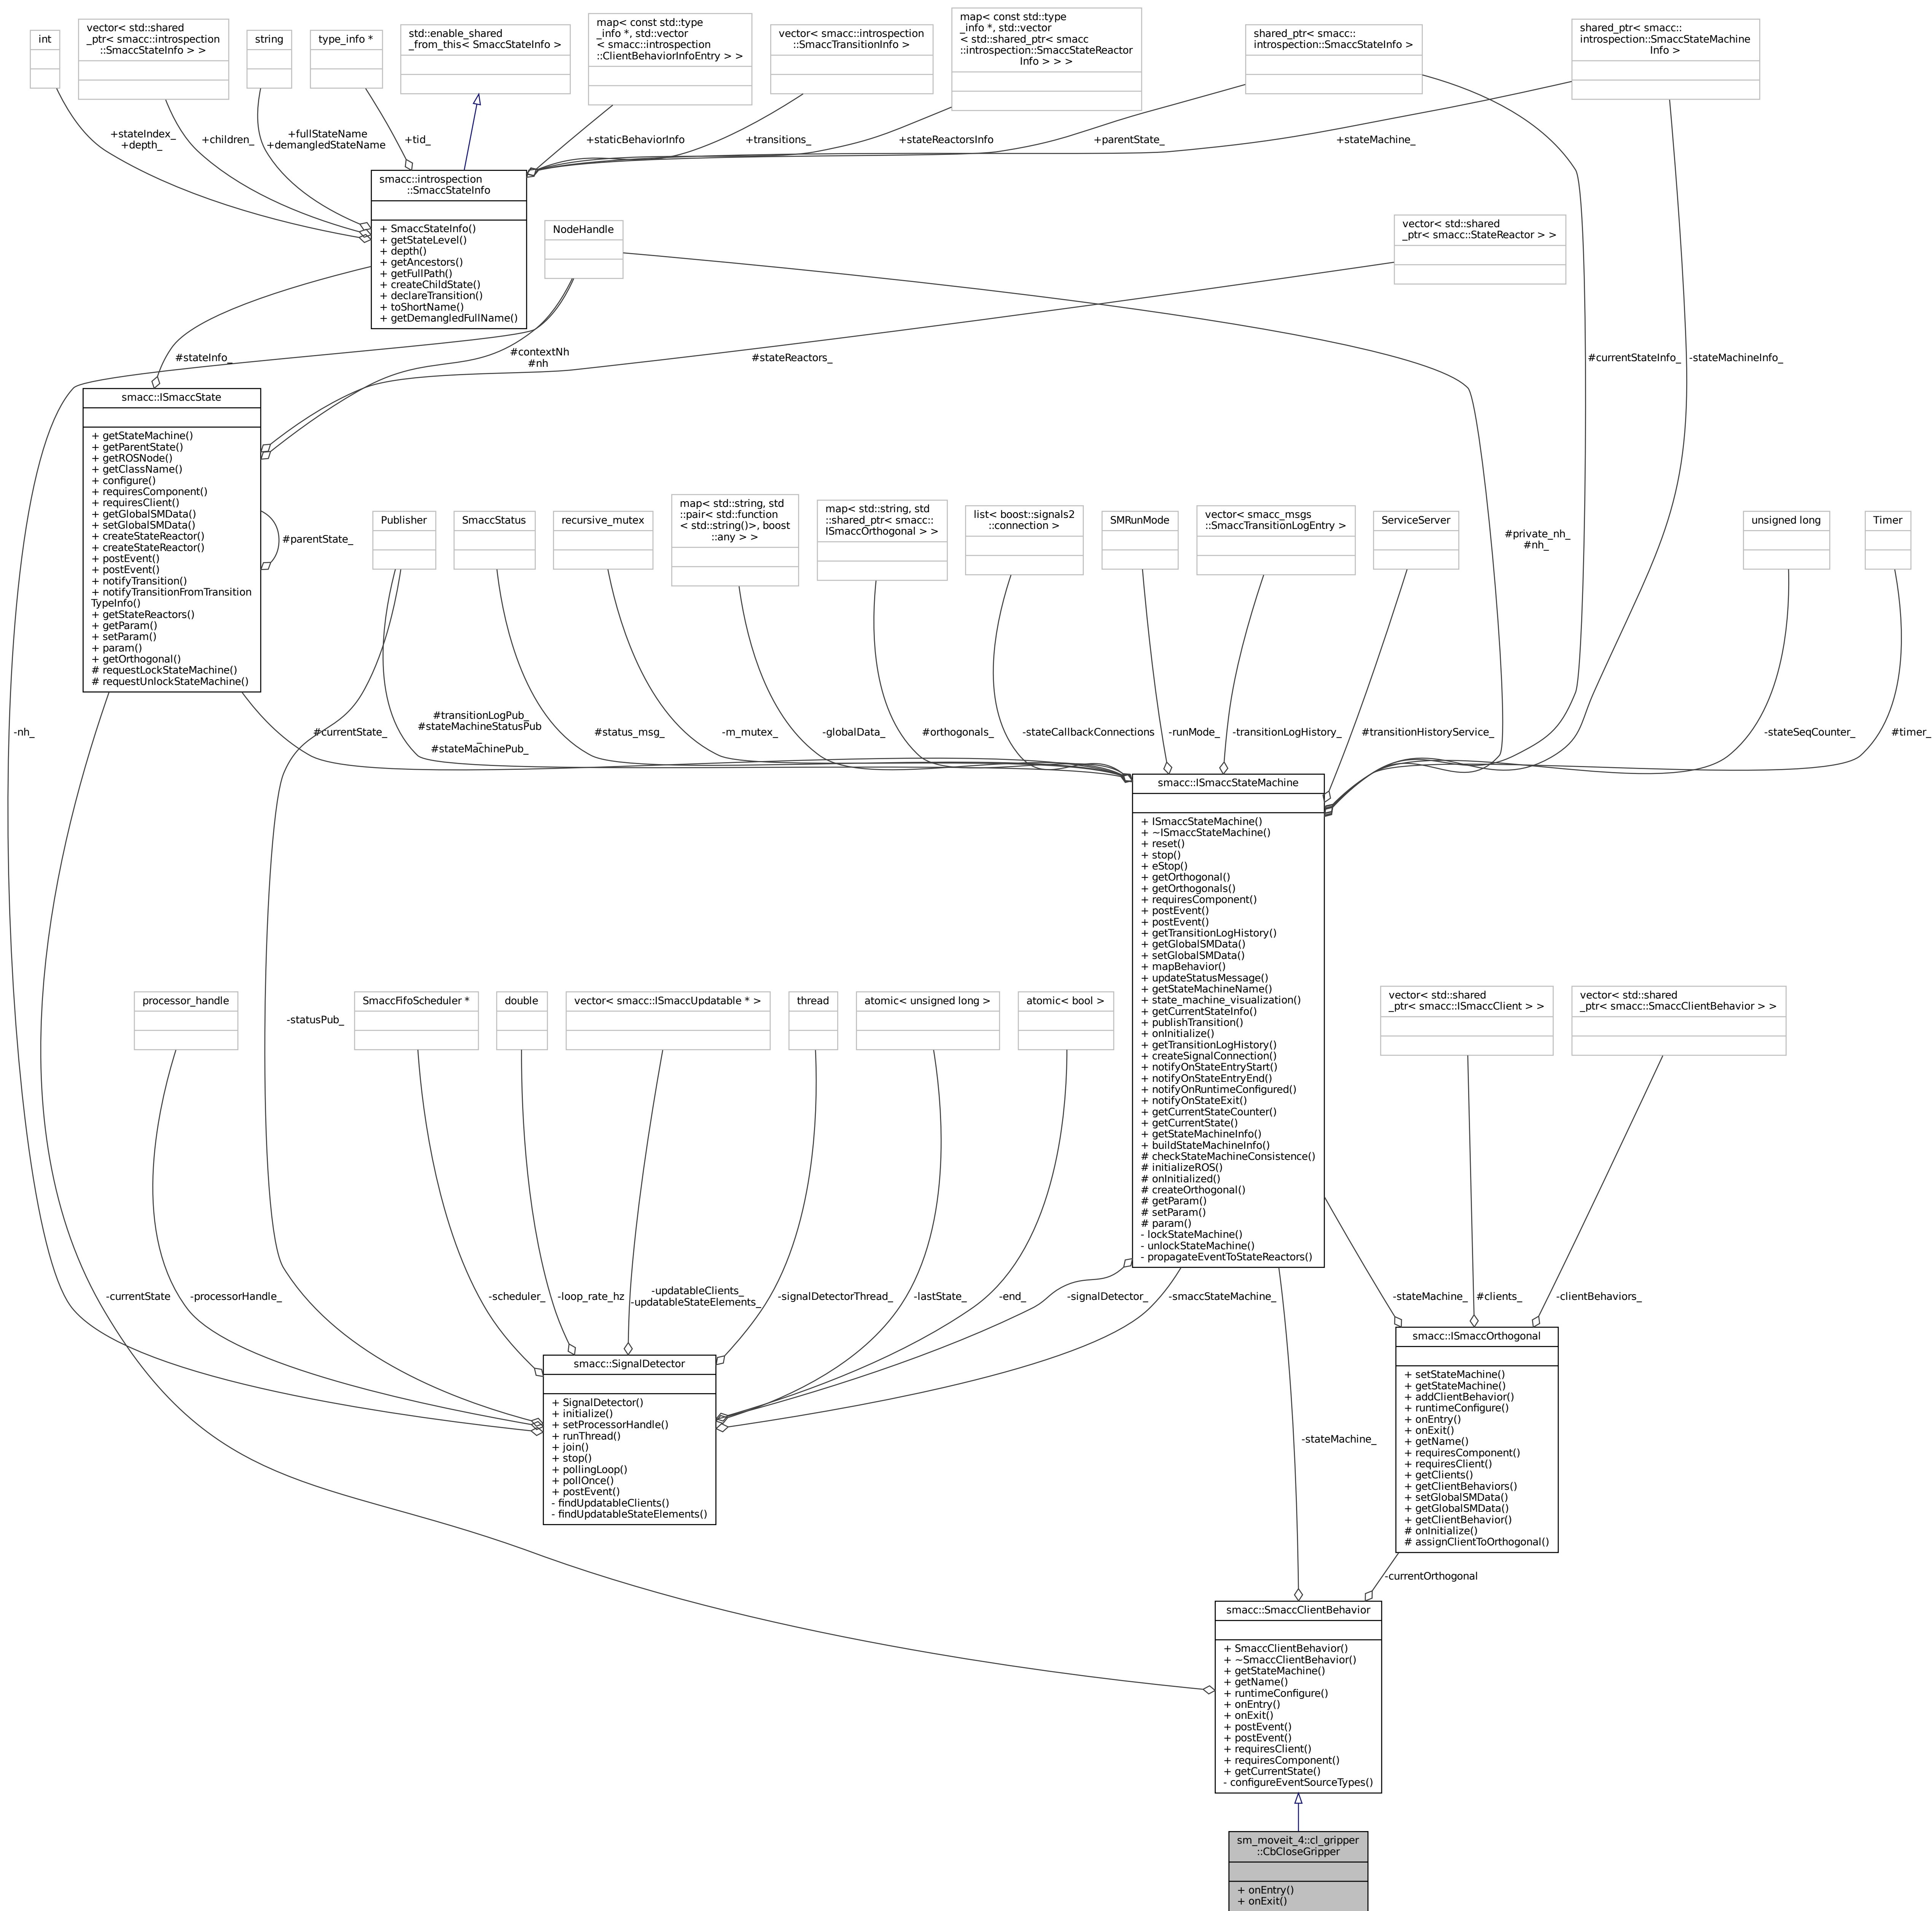 int
vector< std::shared
_ptr< smacc::introspection
::SmaccStateInfo > >
string
type_info *
std::enable_shared
_from_this< SmaccStateInfo >
map< const std::type
_info *, std::vector
< smacc::introspection
::ClientBehaviorInfoEntry > >
vector< smacc::introspection
::SmaccTransitionInfo >
map< const std::type
_info *, std::vector
< std::shared_ptr< smacc
::introspection::SmaccStateReactor
Info > > >
shared_ptr< smacc::
introspection::SmaccStateInfo >
shared_ptr< smacc::
introspection::SmaccStateMachine
Info >
+stateIndex_
+depth_
+children_
+fullStateName
+demangledStateName
+tid_
+staticBehaviorInfo
+transitions_
+stateReactorsInfo
+parentState_
+stateMachine_
smacc::introspection
::SmaccStateInfo
+ SmaccStateInfo()
+ getStateLevel()
+ depth()
+ getAncestors()
+ getFullPath()
+ createChildState()
+ declareTransition()
+ toShortName()
+ getDemangledFullName()
NodeHandle
vector< std::shared
_ptr< smacc::StateReactor > >
#stateInfo_
#contextNh
#nh
#stateReactors_
#currentStateInfo_
-stateMachineInfo_
smacc::ISmaccState
+ getStateMachine()
+ getParentState()
+ getROSNode()
+ getClassName()
+ configure()
+ requiresComponent()
+ requiresClient()
+ getGlobalSMData()
+ setGlobalSMData()
+ createStateReactor()
+ createStateReactor()
+ postEvent()
+ postEvent()
+ notifyTransition()
+ notifyTransitionFromTransition
TypeInfo()
+ getStateReactors()
+ getParam()
+ setParam()
+ param()
+ getOrthogonal()
# requestLockStateMachine()
# requestUnlockStateMachine()
#parentState_
Publisher
SmaccStatus
recursive_mutex
map< std::string, std
::pair< std::function
< std::string()>, boost
::any > >
map< std::string, std
::shared_ptr< smacc::
ISmaccOrthogonal > >
list< boost::signals2
::connection >
SMRunMode
vector< smacc_msgs
::SmaccTransitionLogEntry >
ServiceServer
#private_nh_
#nh_
unsigned long
Timer
-nh_
#currentState_
#transitionLogPub_
#stateMachineStatusPub
_
#stateMachinePub_
#status_msg_
-m_mutex_
-globalData_
#orthogonals_
-stateCallbackConnections
-runMode_
-transitionLogHistory_
#transitionHistoryService_
-stateSeqCounter_
#timer_
smacc::ISmaccStateMachine
+ ISmaccStateMachine()
+ ~ISmaccStateMachine()
+ reset()
+ stop()
+ eStop()
+ getOrthogonal()
+ getOrthogonals()
+ requiresComponent()
+ postEvent()
+ postEvent()
+ getTransitionLogHistory()
+ getGlobalSMData()
+ setGlobalSMData()
+ mapBehavior()
+ updateStatusMessage()
+ getStateMachineName()
+ state_machine_visualization()
+ getCurrentStateInfo()
+ publishTransition()
+ onInitialize()
+ getTransitionLogHistory()
+ createSignalConnection()
+ notifyOnStateEntryStart()
+ notifyOnStateEntryEnd()
+ notifyOnRuntimeConfigured()
+ notifyOnStateExit()
+ getCurrentStateCounter()
+ getCurrentState()
+ getStateMachineInfo()
+ buildStateMachineInfo()
# checkStateMachineConsistence()
# initializeROS()
# onInitialized()
# createOrthogonal()
# getParam()
# setParam()
# param()
- lockStateMachine()
- unlockStateMachine()
- propagateEventToStateReactors()
processor_handle
-statusPub_
SmaccFifoScheduler *
double
vector< smacc::ISmaccUpdatable * >
thread
atomic< unsigned long >
atomic< bool >
vector< std::shared
_ptr< smacc::ISmaccClient > >
vector< std::shared
_ptr< smacc::SmaccClientBehavior > >
-currentState
-processorHandle_
-scheduler_
-loop_rate_hz
-updatableClients_
-updatableStateElements_
-signalDetectorThread_
-lastState_
-end_
-signalDetector_
-smaccStateMachine_
-stateMachine_
#clients_
-clientBehaviors_
smacc::SignalDetector
+ SignalDetector()
+ initialize()
+ setProcessorHandle()
+ runThread()
+ join()
+ stop()
+ pollingLoop()
+ pollOnce()
+ postEvent()
- findUpdatableClients()
- findUpdatableStateElements()
-stateMachine_
smacc::ISmaccOrthogonal
+ setStateMachine()
+ getStateMachine()
+ addClientBehavior()
+ runtimeConfigure()
+ onEntry()
+ onExit()
+ getName()
+ requiresComponent()
+ requiresClient()
+ getClients()
+ getClientBehaviors()
+ setGlobalSMData()
+ getGlobalSMData()
+ getClientBehavior()
# onInitialize()
# assignClientToOrthogonal()
-currentOrthogonal
smacc::SmaccClientBehavior
+ SmaccClientBehavior()
+ ~SmaccClientBehavior()
+ getStateMachine()
+ getName()
+ runtimeConfigure()
+ onEntry()
+ onExit()
+ postEvent()
+ postEvent()
+ requiresClient()
+ requiresComponent()
+ getCurrentState()
- configureEventSourceTypes()
sm_moveit_4::cl_gripper
::CbCloseGripper
+ onEntry()
+ onExit()